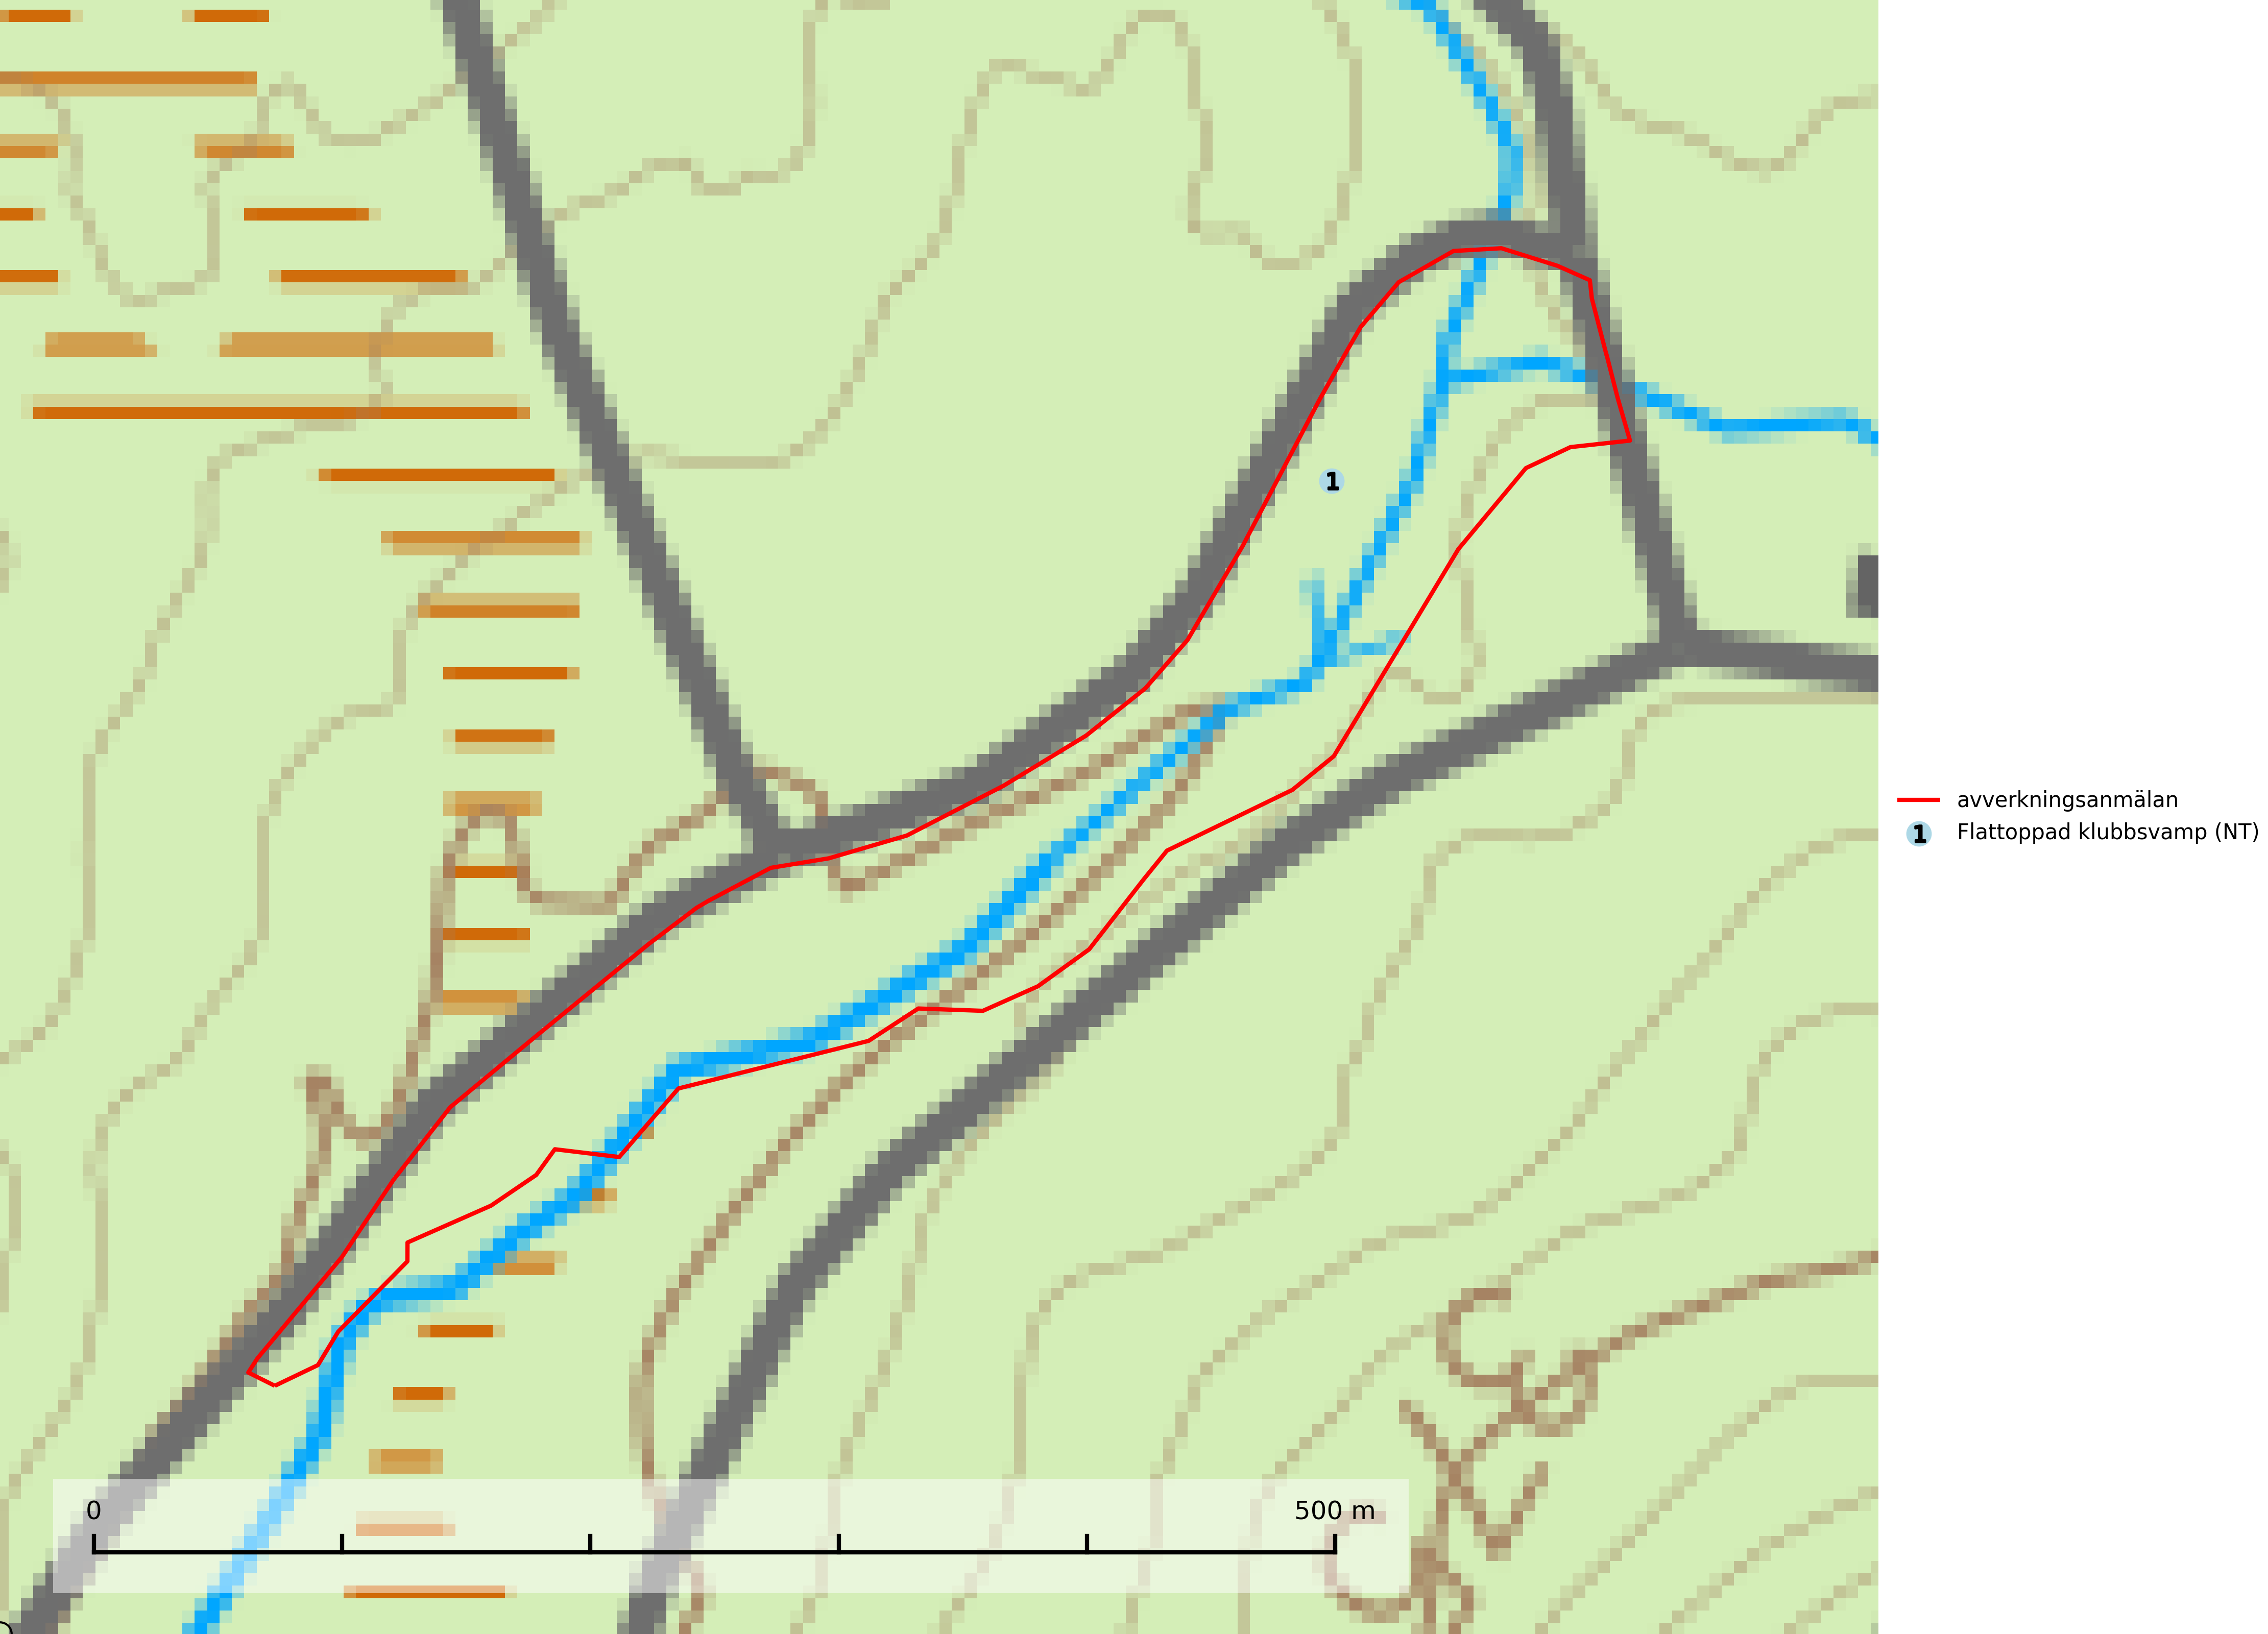 1
avverkningsanmälan
1 Flattoppad klubbsvamp (NT)
0 500 m